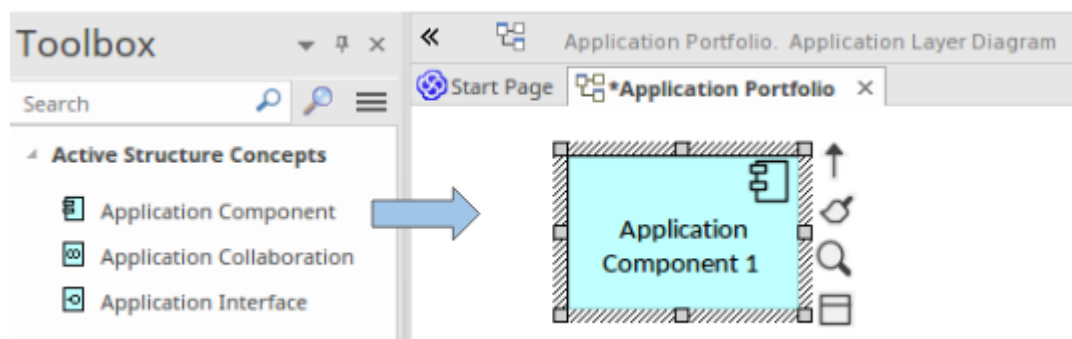 Toolbox
Search
Active Structure Concepts
Application Component
Application Collaboration
Application Interface
Application Portfolio. Application Layer Diagram
Start Page
*Application Portfolio
Application
Component 1